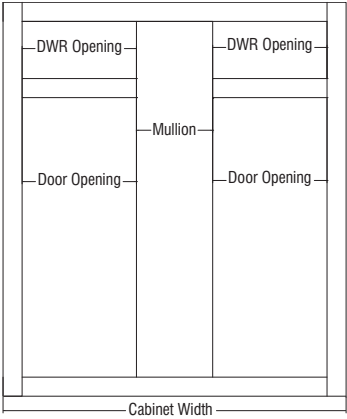 DWR Opening
DWR Opening
Mullion
Door Opening
Door Opening
Cabinet Width